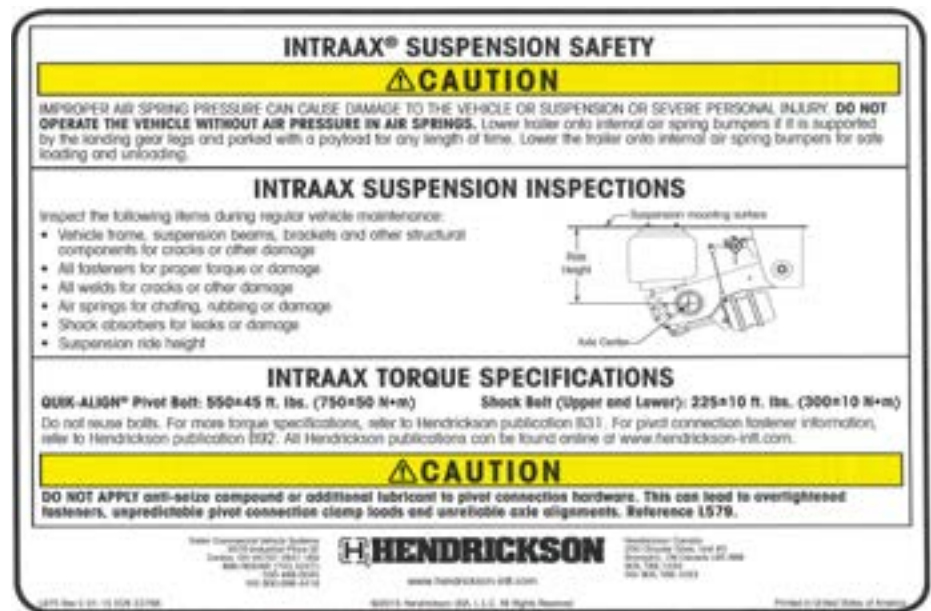 INTRAAX® SUSPENSION SAFETY
⚠CAUTION
IMPROPER AIR SPRING PRESSURE CAN CAUSE DAMAGE TO THE VEHICLE OR SUSPENSION OR SEVERE PERSONAL INJURY. DO NOT
OPERATE THE VEHICLE WITHOUT AIR PRESSURE IN AIR SPRINGS. Lower trailer onto internal air spring bumpers if it is supported
by the landing gear legs and parked with a payload for any length of time. Lower the trailer onto internal air spring bumpers for safe
loading and unloading.
INTRAAX SUSPENSION INSPECTIONS
Inspect the following items during regular vehicle maintenance:
• Vehicle frame, suspension beams, brackets and other structural
components for cracks or other damage
• All fasteners for proper torque or damage
• All welds for cracks or other damage
• Air springs for chafing, rubbing or damage
• Shock absorbers for leaks or damage
• Suspension ride height
Suspension mounting surface
Ride
Height
Axle Center
INTRAAX TORQUE SPECIFICATIONS
QUIK-ALIGN® Pivot Bolt: 550±45 ft. lbs. (750±50 N•m) Shock Bolt (Upper and Lower): 225±10 ft. lbs. (300±10 N•m)
Do not reuse bolts. For more torque specifications, refer to Hendrickson publication B31. For pivot connection fastener information,
refer to Hendrickson publication B92. All Hendrickson publications can be found online at www.hendrickson-intl.com.
⚠CAUTION
DO NOT APPLY anti-seize compound or additional lubricant to pivot connection hardware. This can lead to overtightened
fasteners, unpredictable pivot connection clamp loads and unreliable axle alignments. Reference L579.
Trailer Commercial Vehicle Systems
HENDRICKSON
www.hendrickson-intl.com
Hendrickson Canada
Printed in United States of America